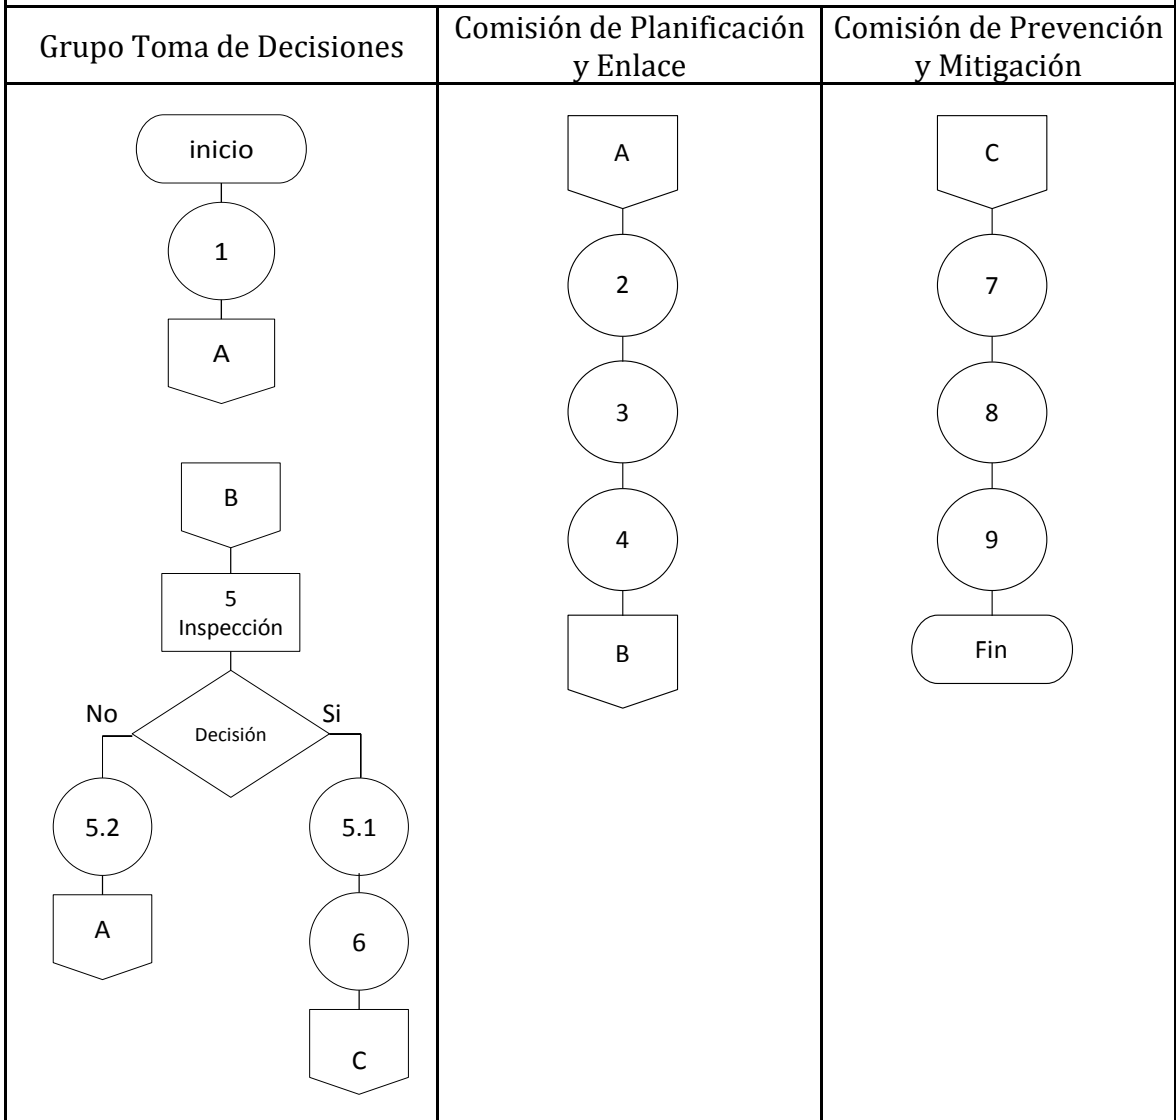 Grupo Toma de Decisiones
Comisión de Planificación
y Enlace
Comisión de Prevención
y Mitigación
inicio
1
A
B
5
Inspección
Decisión
No
Si
5.2
5.1
A
6
C
A
2
3
4
B
C
7
8
9
Fin